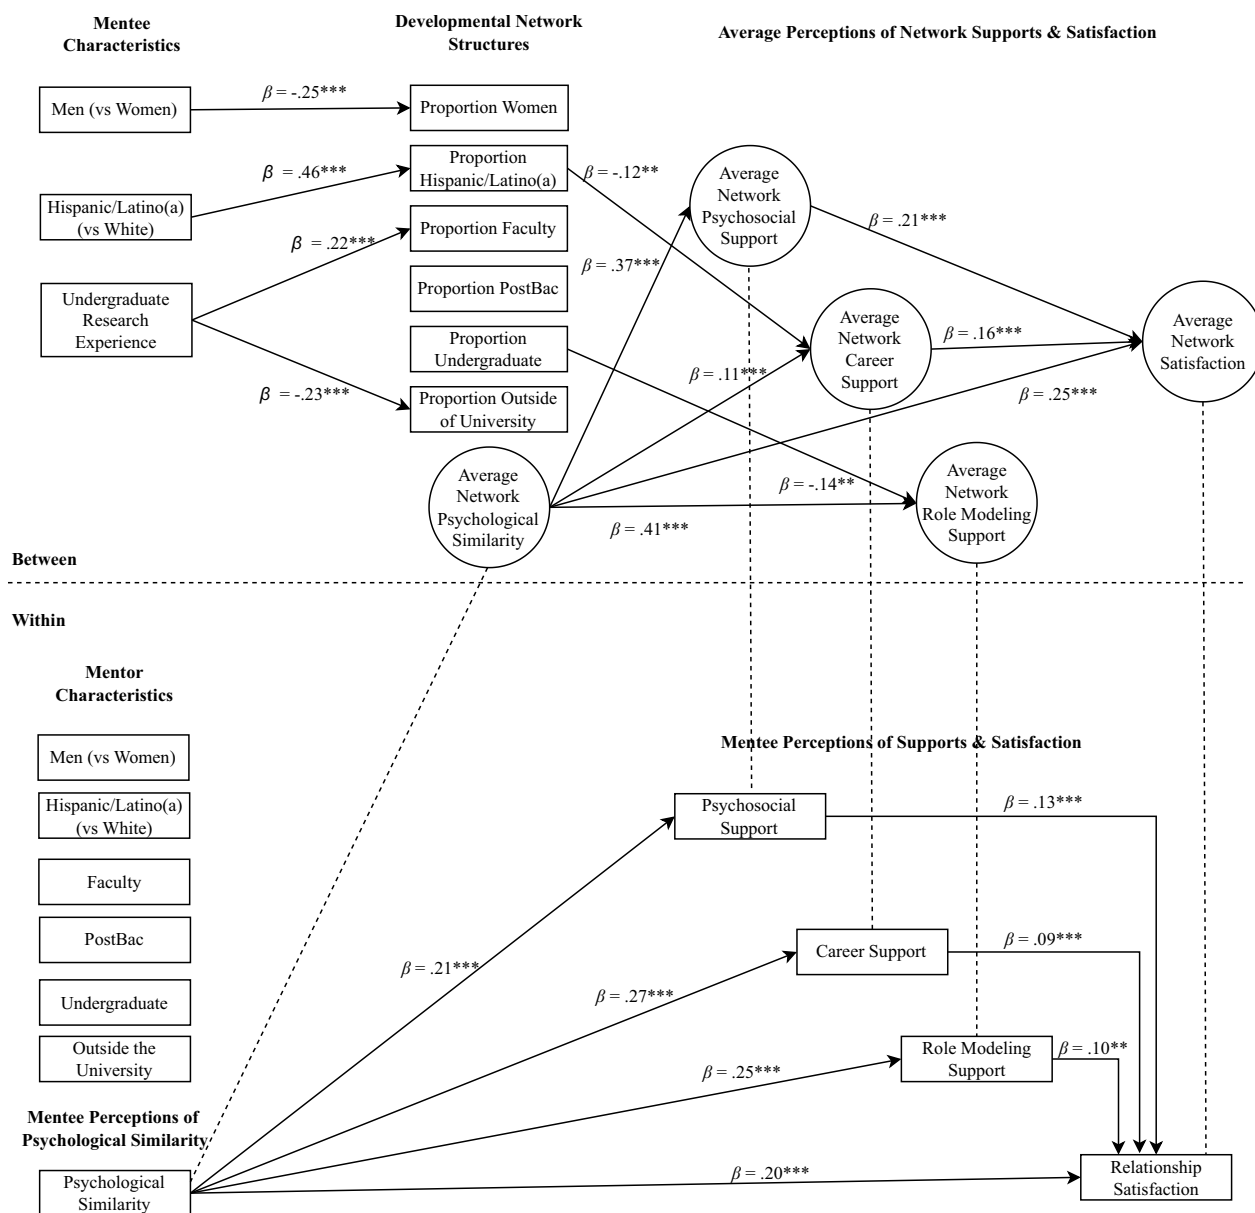 Mentee
Characteristics
Developmental Network
Structures
Average Perceptions of Network Supports & Satisfaction
Men (vs Women)
β = -.25***
Proportion Women
Hispanic/Latino(a)
(vs White)
β = .46***
Proportion
Hispanic/Latino(a)
β = -.12**
Average
Network
Psychosocial
Support
β = .21***
β = .22***
Proportion Faculty
β = .37***
Undergraduate
Research
Experience
Proportion PostBac
Average
Network
Career
Support
β = .16***
Average
Network
Satisfaction
Proportion
Undergraduate
β = .11***
β = .25***
β = -.23***
Proportion Outside
of University
Average
Network
Psychological
Similarity
β = -.14**
Average
Network
Role Modeling
Support
β = .41***
Between
Within
Mentor
Characteristics
Men (vs Women)
Mentee Perceptions of Supports & Satisfaction
Hispanic/Latino(a)
(vs White)
Psychosocial
Support
β = .13***
Faculty
PostBac
Career Support
β = .09***
β = .21***
Undergraduate
β = .27***
Outside the
University
Role Modeling
Support
β = .10**
β = .25***
Mentee Perceptions of
Psychological Similarity
Psychological
Similarity
β = .20***
Relationship
Satisfaction